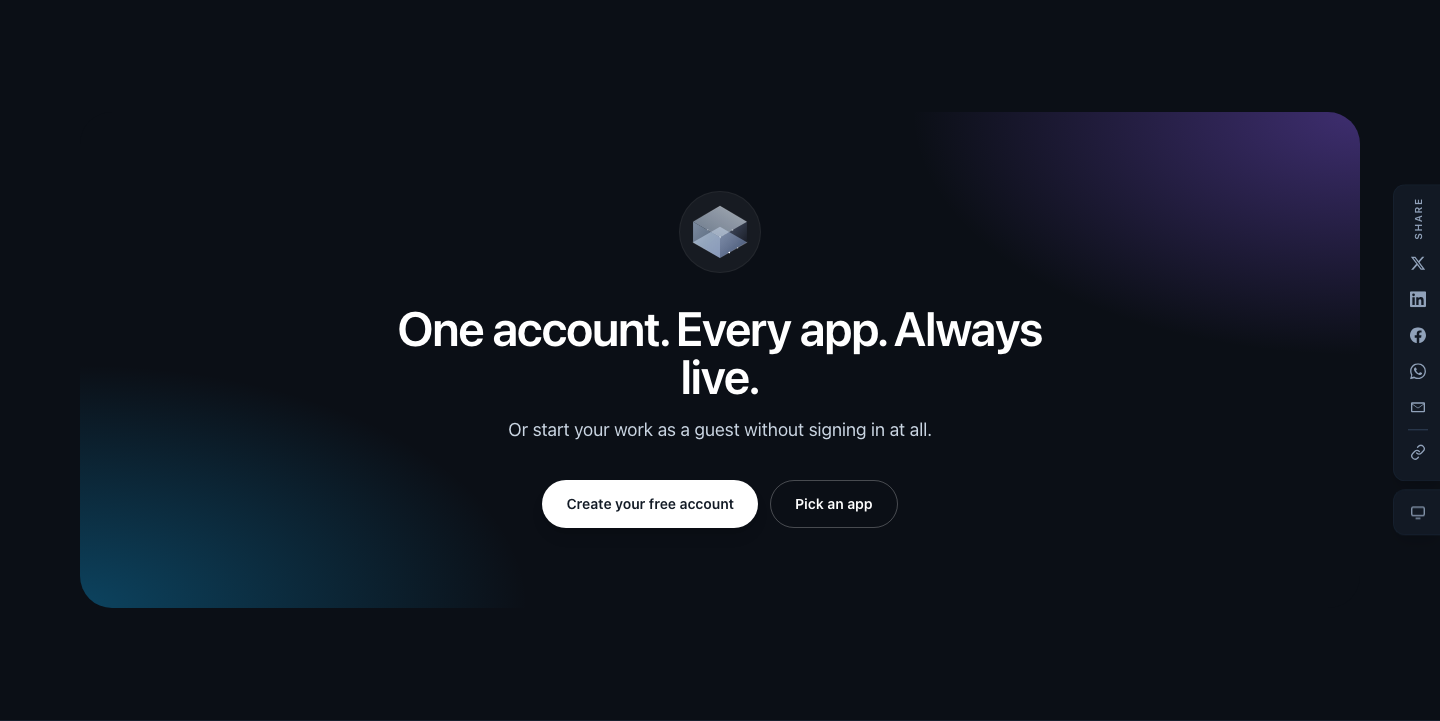 One account. Every app. Always
live.
Or start your work as a guest without signing in at all.
Create your free account
Pick an app
SHARE